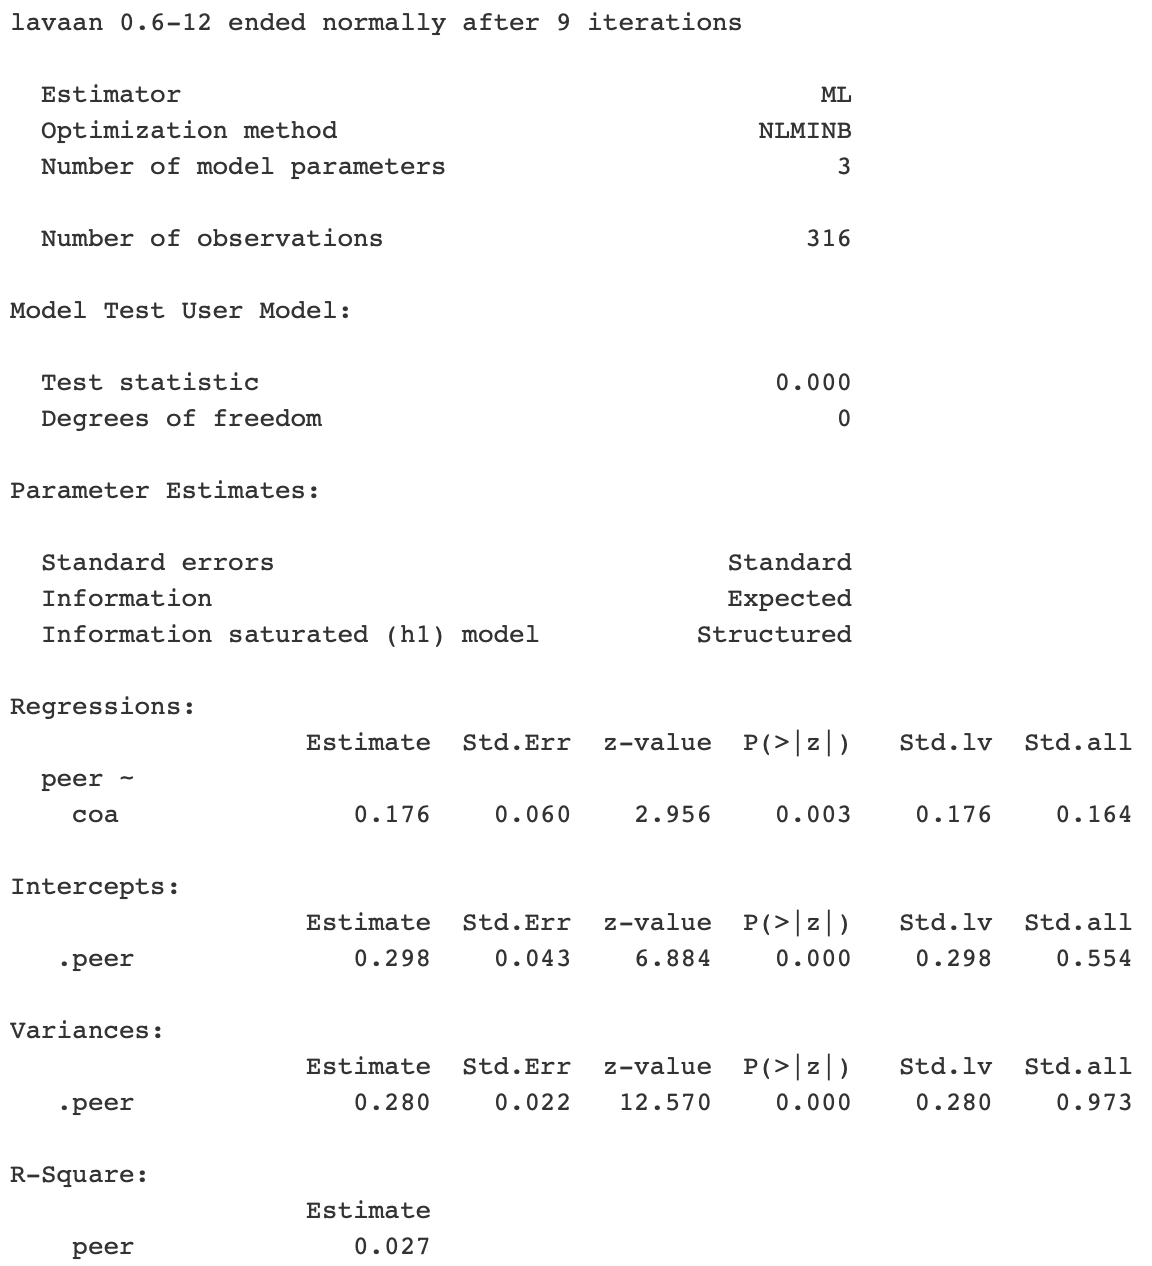 lavaan 0.6-12 ended normally after 9 iterations
Estimator ML
Optimization method NLMINB
Number of model parameters 3
Number of observations 316
Model Test User Model:
Test statistic 0.000
Degrees of freedom 0
Parameter Estimates:
Standard errors Standard
Information Expected
Information saturated (h1) model Structured
Regressions:
Estimate Std.Err z-value P(>|z|) Std.lv Std.all
peer ~
coa 0.176 0.060 2.956 0.003 0.176 0.164
Intercepts:
Estimate Std.Err z-value P(>|z|) Std.lv Std.all
.peer 0.298 0.043 6.884 0.000 0.298 0.554
Variances:
Estimate Std.Err z-value P(>|z|) Std.lv Std.all
.peer 0.280 0.022 12.570 0.000 0.280 0.973
R-Square:
Estimate
peer 0.027